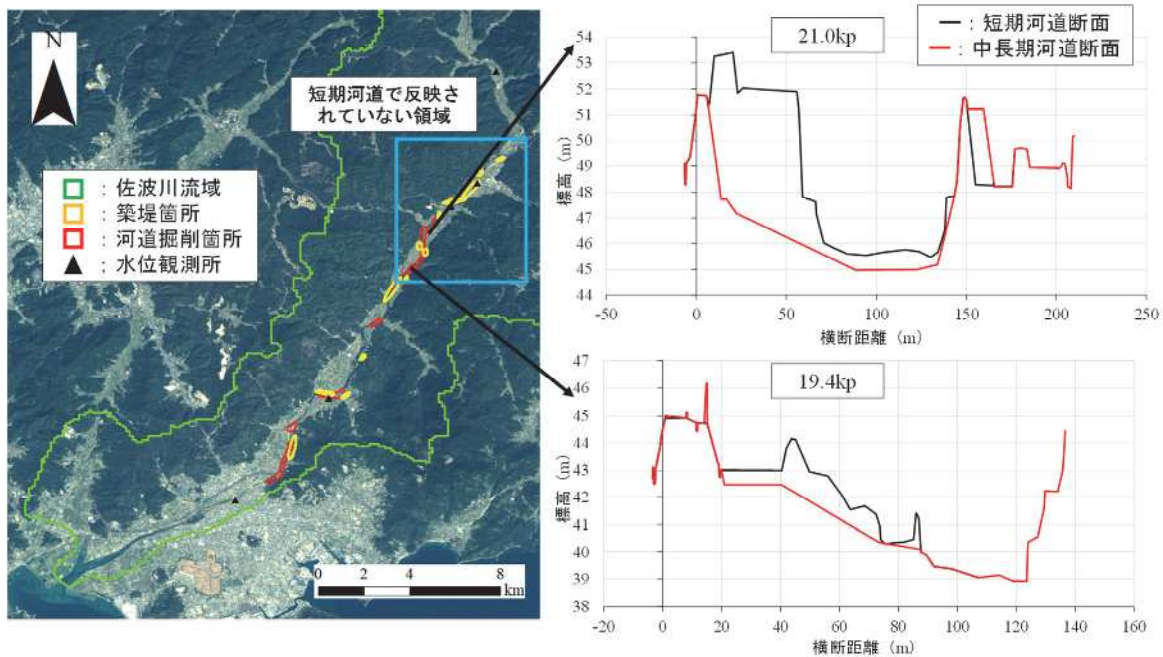 N
短期河道で反映さ
れていない領域
：佐波川流域
：築堤箇所
：河道掘削箇所
：水位観測所
0 2 4 8
km
21.0kp
：短期河道断面
：中長期河道断面
標高（m）
54
53
52
51
50
49
48
47
46
45
44
-50 0 50 100 150 200 250
横断距離（m）
19.4kp
標高（m）
47
46
45
44
43
42
41
40
39
38
-20 0 20 40 60 80 100 120 140 160
横断距離（m）